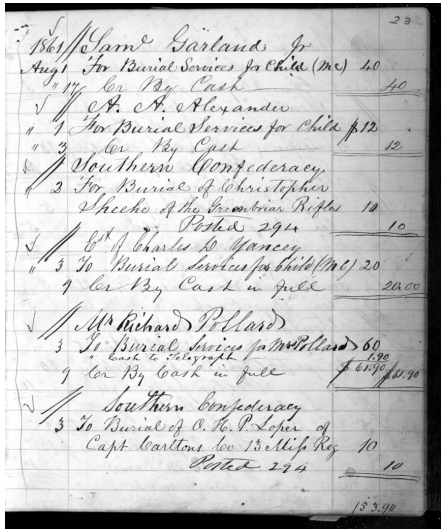 23
1861 // Saml Garland Jr
Aug 1 For Burial Services for Child (Mc) 40
" 17 Cr By Cash 40
// A. A. Alexander
" 1 For Burial Services for Child $12
" 3 Cr By Cash 12
// Southern Confederacy
" 2 For Burial of Christopher
Sheehe of the Greenbriar Rifles 10
Posted 294 10
// Est of Charles L Yancey
" 3 To Burial Services for Child (Mc) 20
9 Cr By Cash in full 20.00
// Mr Richard Pollard
3 To Burial Services for Mrs Pollard 60
" Cash to Telegraph 1.90
$61.90
9 Cr By Cash in full $61.90
// Southern Confederacy
3 To Burial of O. H. P. Loper of
Capt Carltons Co 13 Miss Reg 10
Posted 294 10
153.90